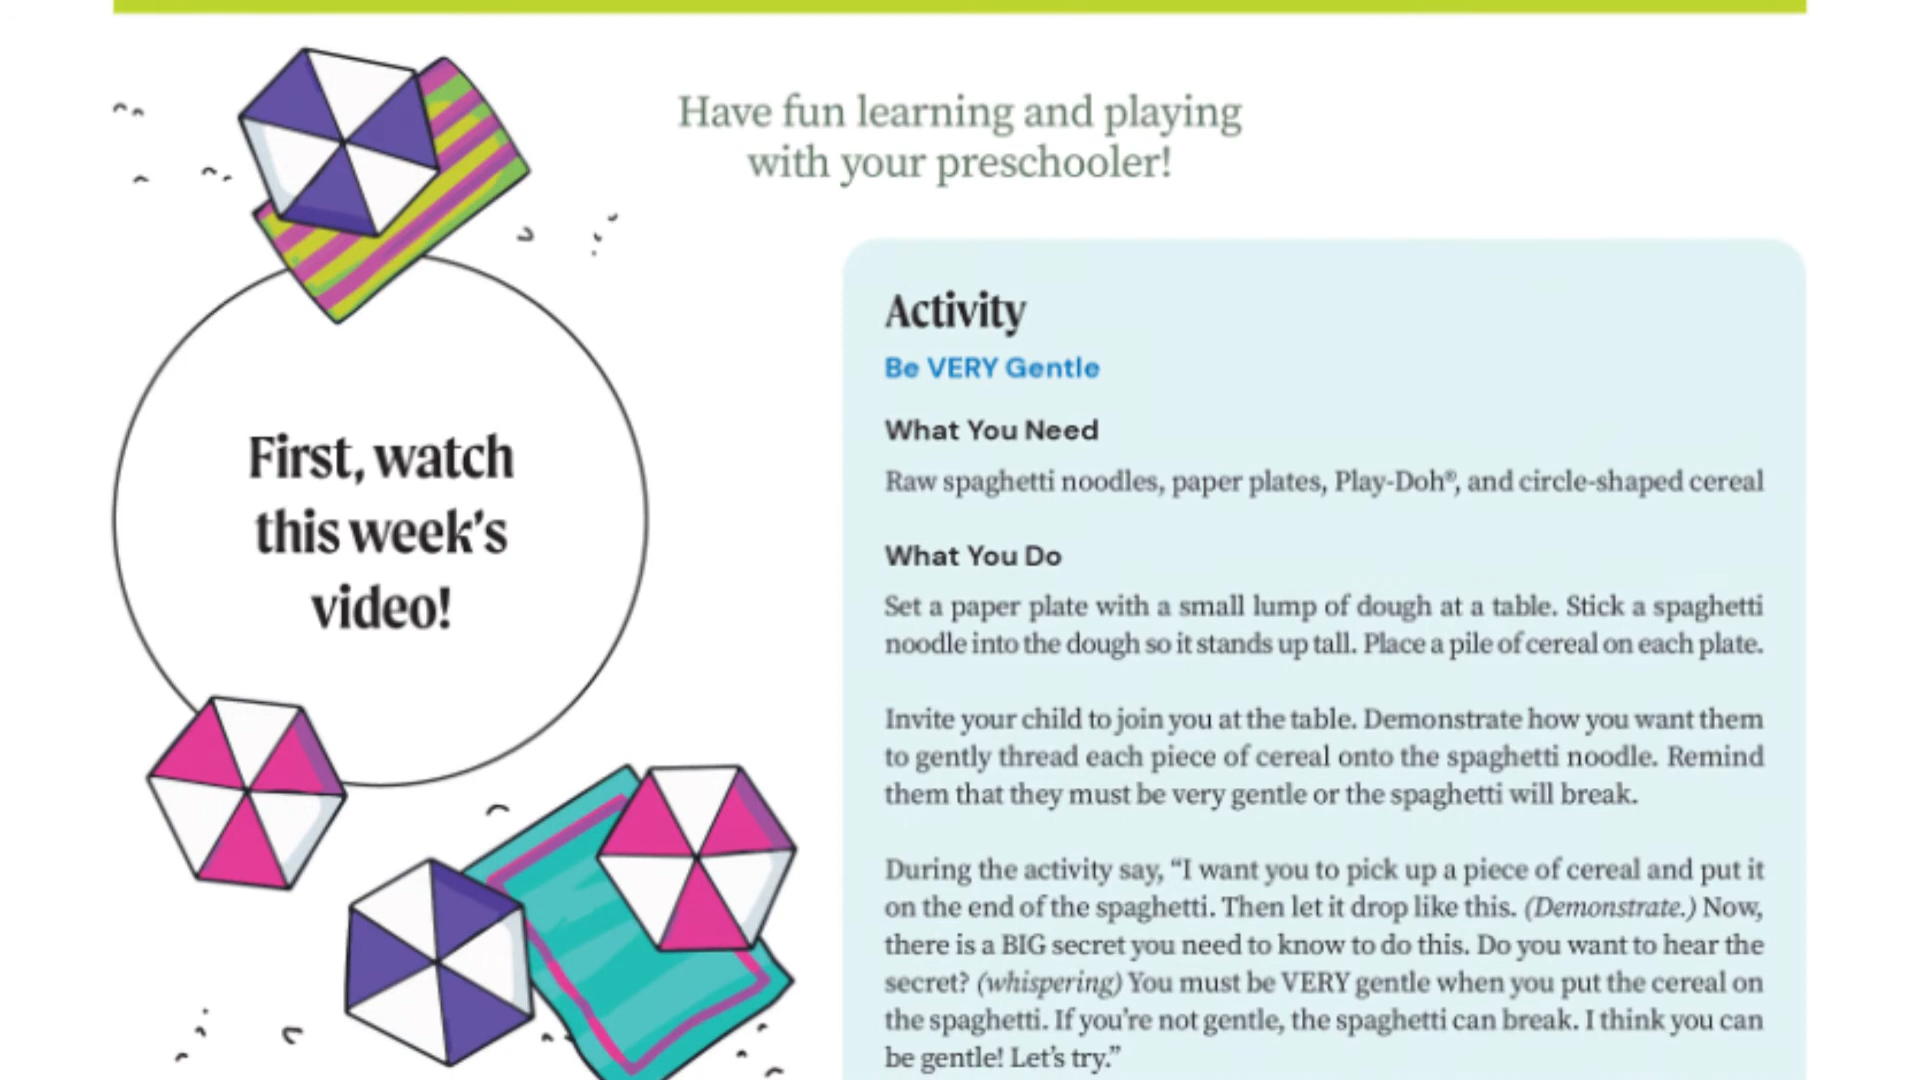 Have fun learning and playing
with your preschooler!
First, watch
this week's
video!
Activity
Be VERY Gentle
What You Need
Raw spaghetti noodles, paper plates, Play-Doh®, and circle-shaped cereal
What You Do
Set a paper plate with a small lump of dough at a table. Stick a spaghetti
noodle into the dough so it stands up tall. Place a pile of cereal on each plate.
Invite your child to join you at the table. Demonstrate how you want them
to gently thread each piece of cereal onto the spaghetti noodle. Remind
them that they must be very gentle or the spaghetti will break.
During the activity say, “I want you to pick up a piece of cereal and put it
on the end of the spaghetti. Then let it drop like this. (Demonstrate.) Now,
there is a BIG secret you need to know to do this. Do you want to hear the
secret? (whispering) You must be VERY gentle when you put the cereal on
the spaghetti. If you’re not gentle, the spaghetti can break. I think you can
be gentle! Let’s try.”